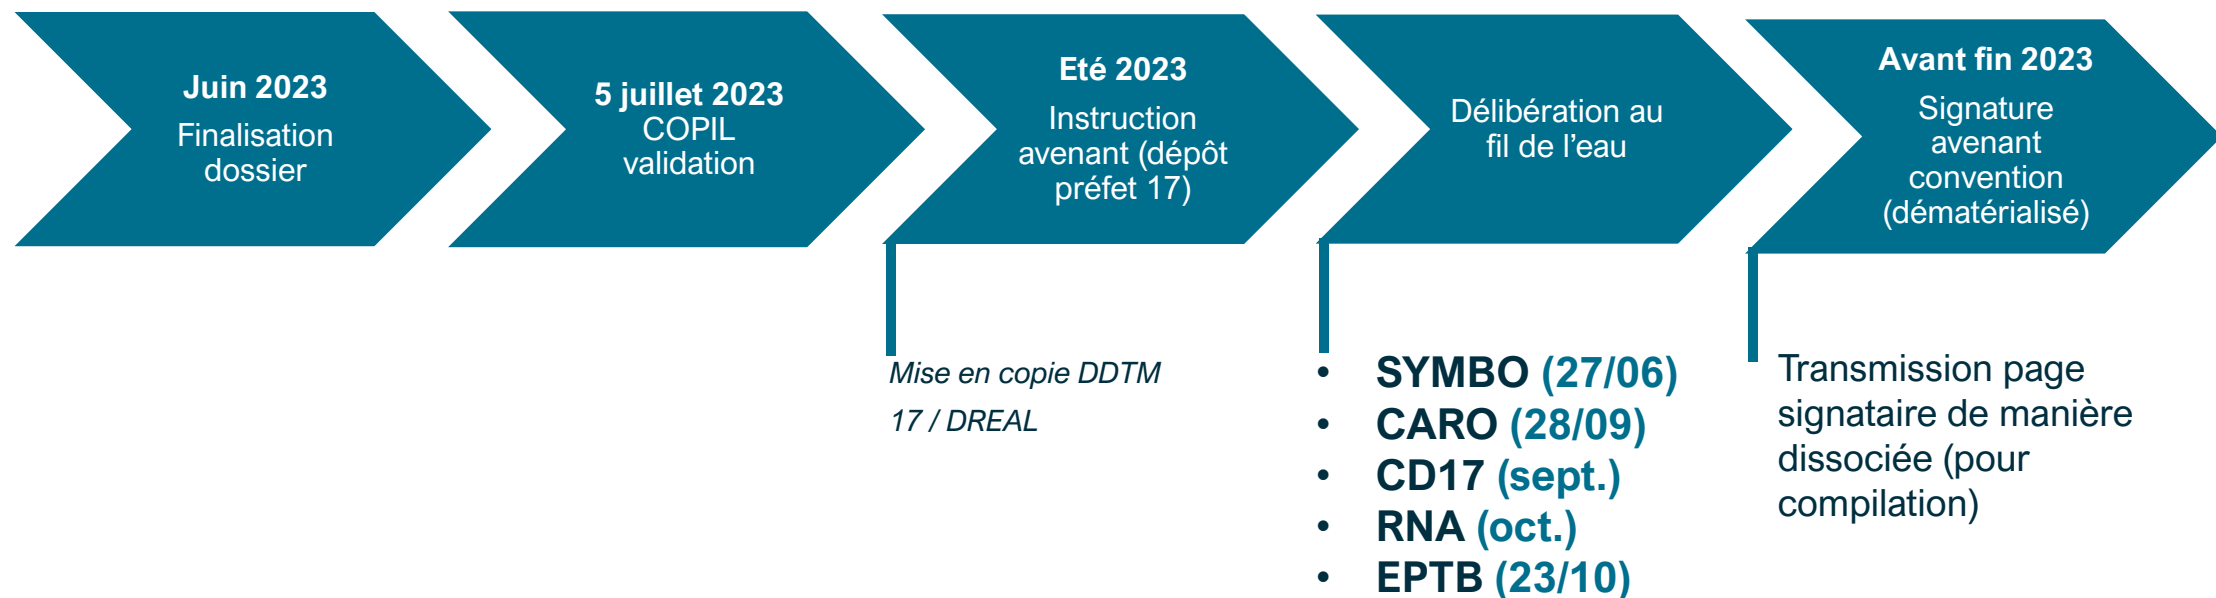 Juin 2023
Finalisation
dossier
5 juillet 2023
COPIL
validation
Eté 2023
Instruction
avenant (dépôt
préfet 17)
Délibération au
fil de l’eau
Avant fin 2023
Signature
avenant
convention
(dématérialisé)
Mise en copie DDTM
17 / DREAL
• SYMBO (27/06)
• CARO (28/09)
• CD17 (sept.)
• RNA (oct.)
• EPTB (23/10)
Transmission page
signataire de manière
dissociée (pour
compilation)